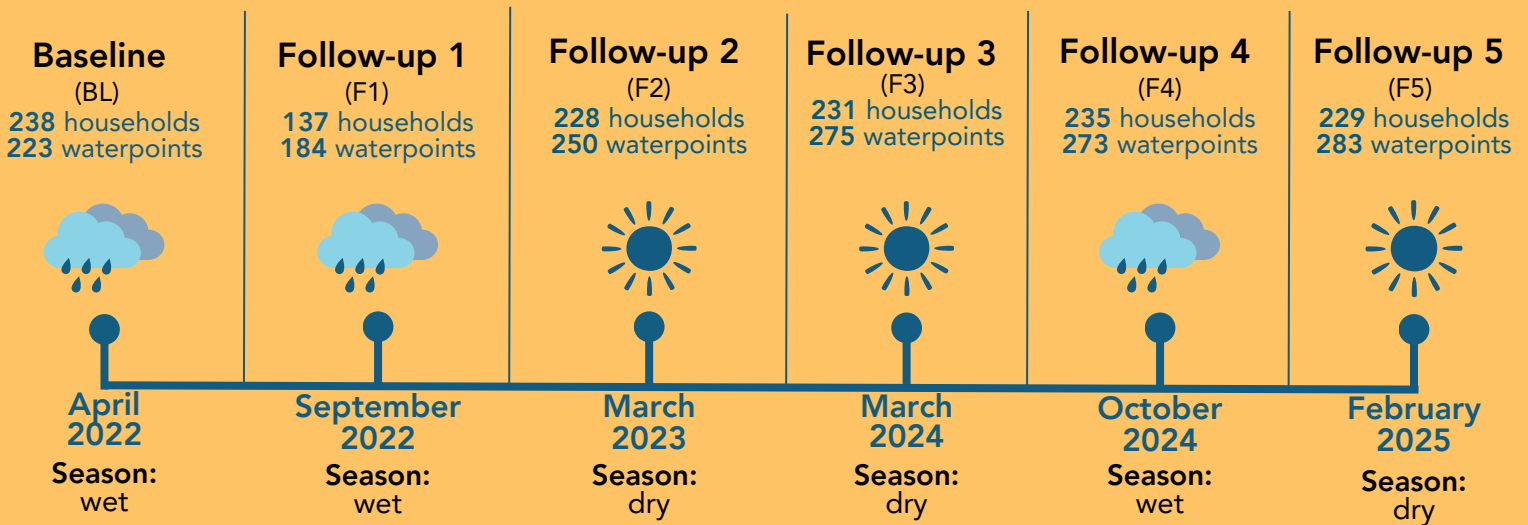 Baseline
(BL)
238 households
223 waterpoints
Follow-up 1
(F1)
137 households
184 waterpoints
Follow-up 2
(F2)
228 households
250 waterpoints
Follow-up 3
(F3)
231 households
275 waterpoints
Follow-up 4
(F4)
235 households
273 waterpoints
Follow-up 5
(F5)
229 households
283 waterpoints
April
2022
Season:
wet
September
2022
Season:
wet
March
2023
Season:
dry
March
2024
Season:
dry
October
2024
Season:
wet
February
2025
Season:
dry